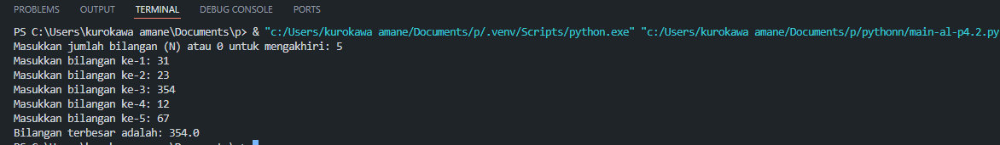 PROBLEMS OUTPUT TERMINAL DEBUG CONSOLE PORTS
PS C:\Users\kurokawa amane\Documents\p> & "c:/Users/kurokawa amane/Documents/p/.venv/Scripts/python.exe" "c:/Users/kurokawa amane/Documents/p/pythonn/main-al-p4.2.py
Masukkan jumlah bilangan (N) atau 0 untuk mengakhiri: 5
Masukkan bilangan ke-1: 31
Masukkan bilangan ke-2: 23
Masukkan bilangan ke-3: 354
Masukkan bilangan ke-4: 12
Masukkan bilangan ke-5: 67
Bilangan terbesar adalah: 354.0